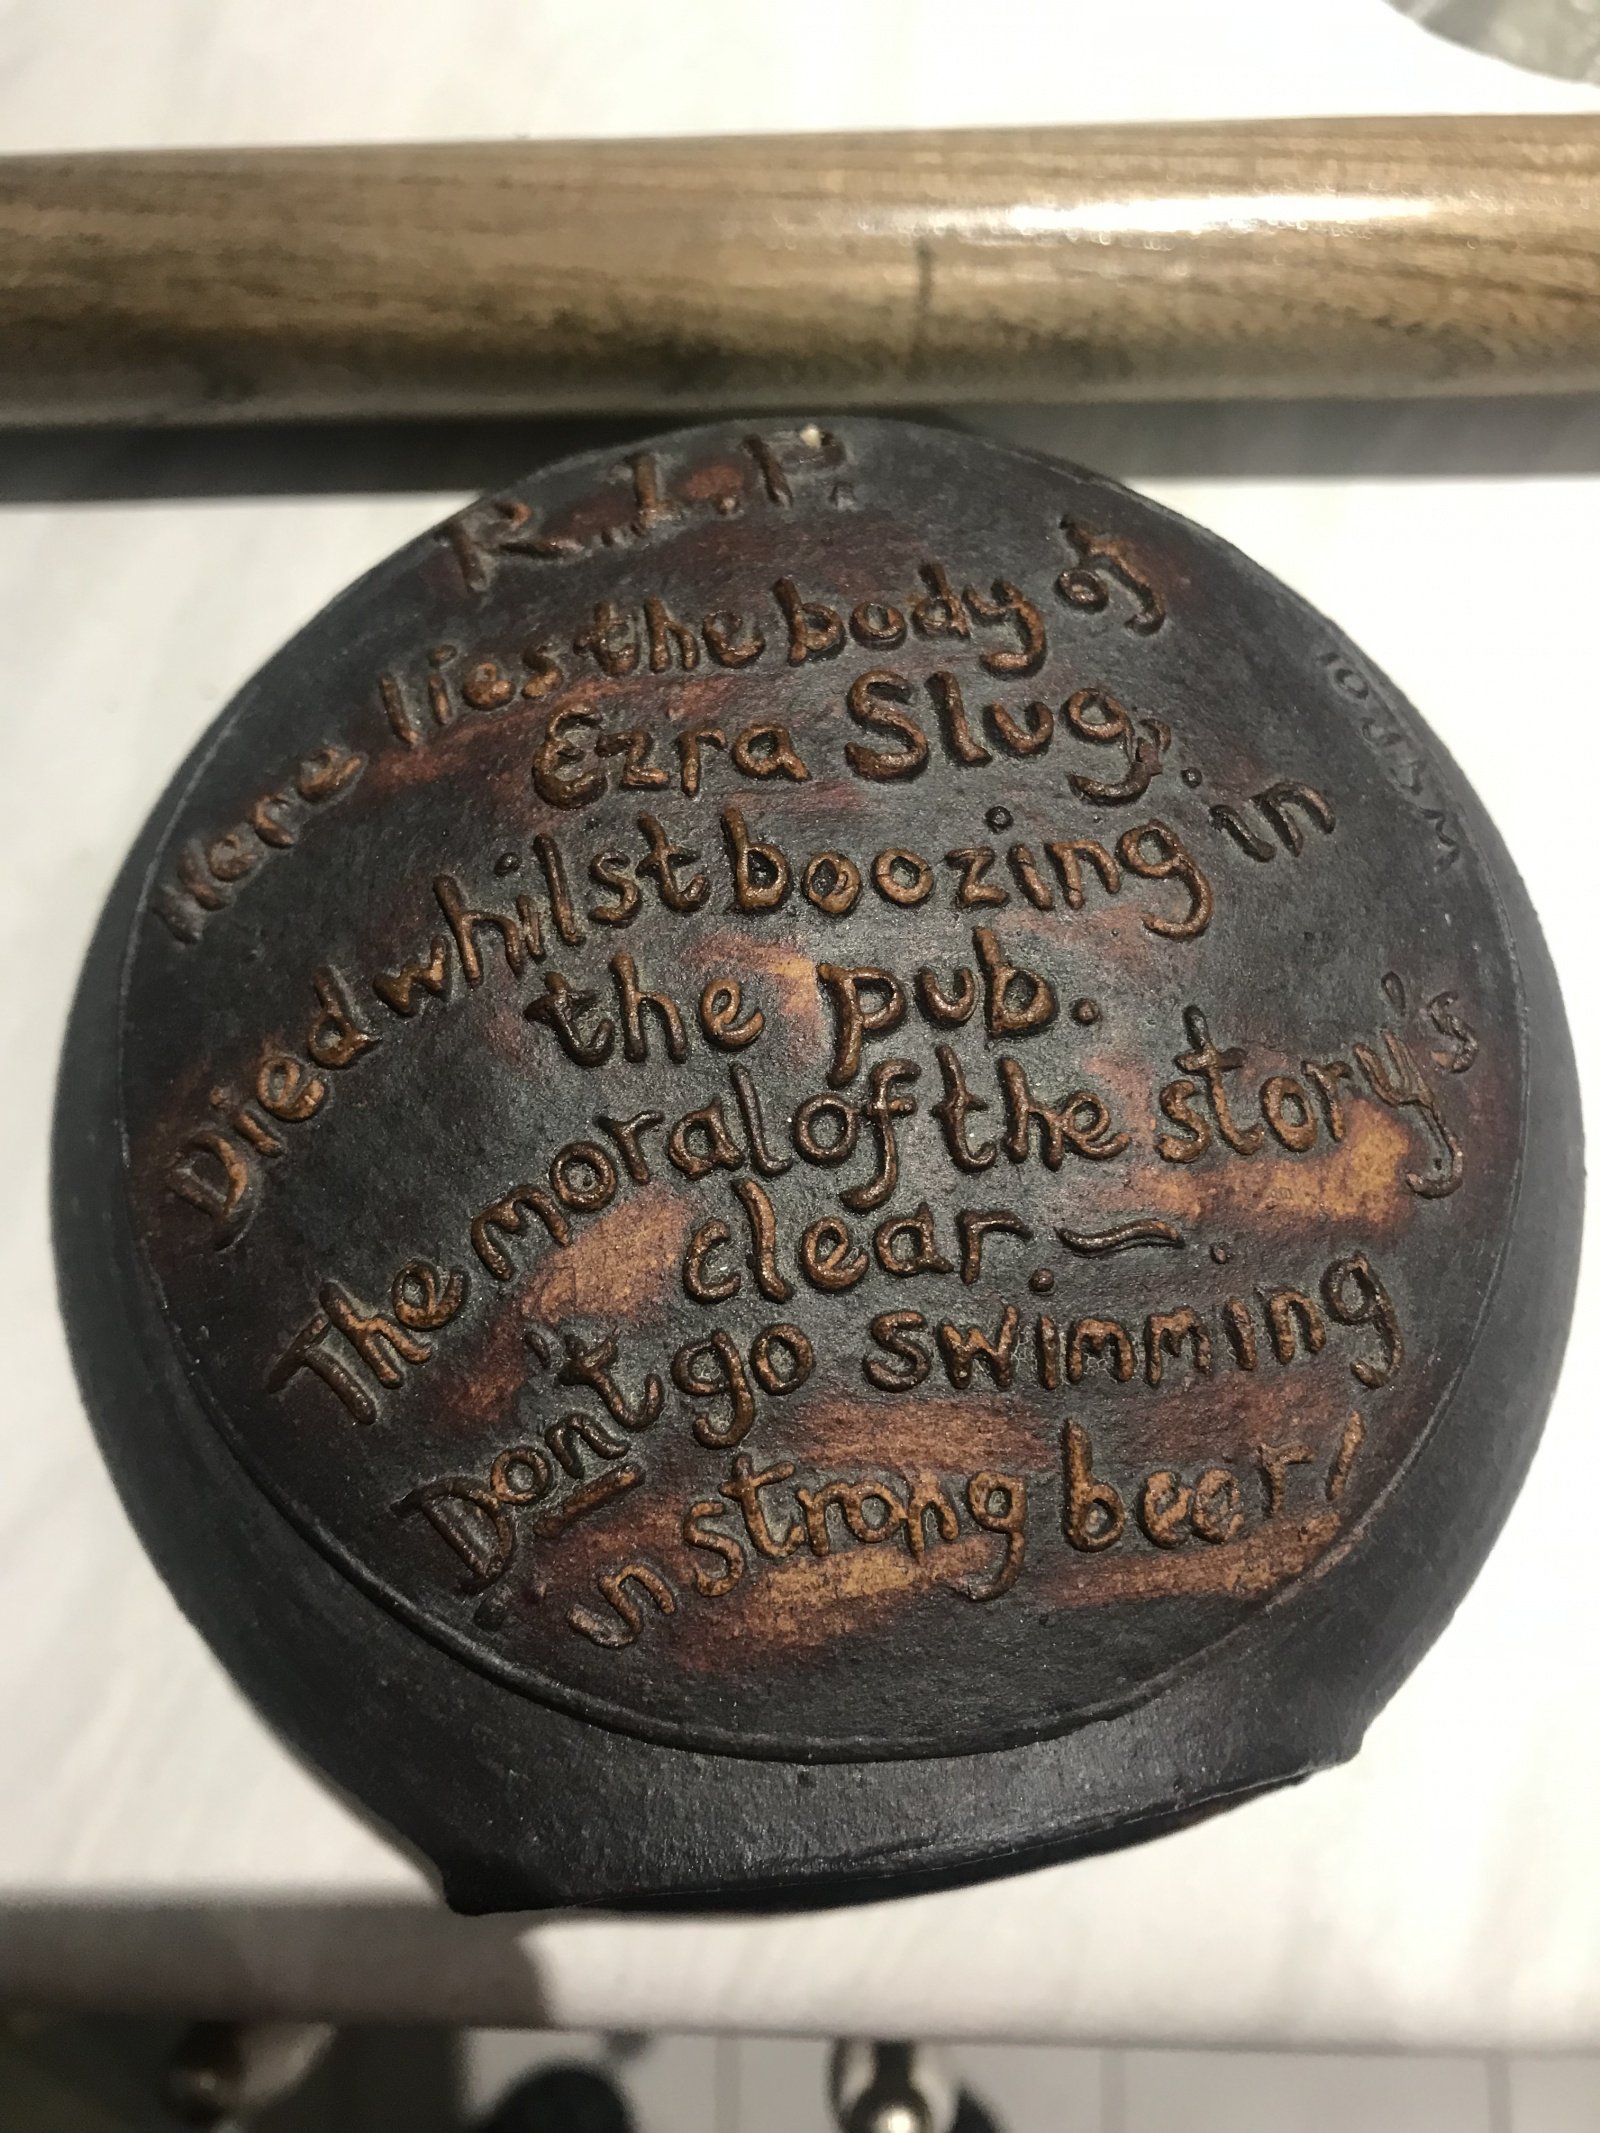 R.I.P.
Here lies the body of
Ezra Slug,
Died whilst boozing in
the pub.
The moral of the story's
clear. —
Don't go swimming
in strong beer!